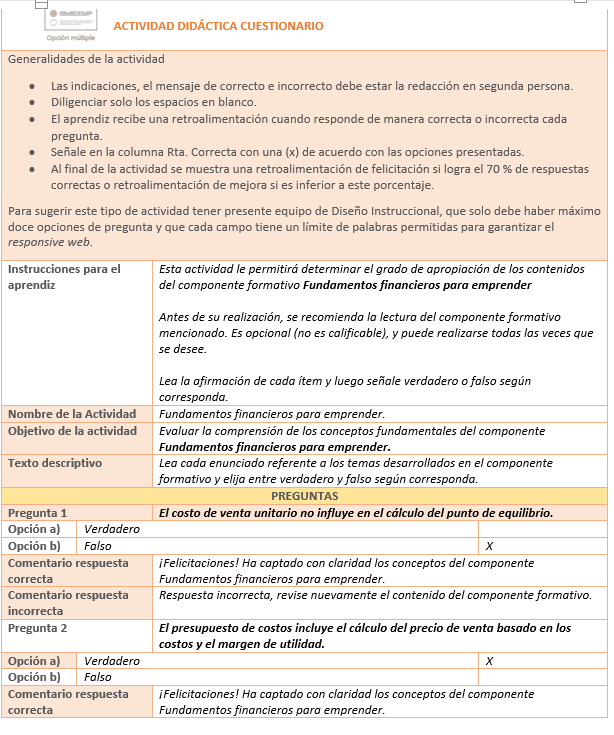 Opción múltiple
ACTIVIDAD DIDÁCTICA CUESTIONARIO
Generalidades de la actividad
● Las indicaciones, el mensaje de correcto e incorrecto debe estar la redacción en segunda persona.
● Diligenciar solo los espacios en blanco.
● El aprendiz recibe una retroalimentación cuando responde de manera correcta o incorrecta cada
pregunta.
● Señale en la columna Rta. Correcta con una (x) de acuerdo con las opciones presentadas.
● Al final de la actividad se muestra una retroalimentación de felicitación si logra el 70 % de respuestas
correctas o retroalimentación de mejora si es inferior a este porcentaje.
Para sugerir este tipo de actividad tener presente equipo de Diseño Instruccional, que solo debe haber máximo
doce opciones de pregunta y que cada campo tiene un límite de palabras permitidas para garantizar el
responsive web.
Instrucciones para el
aprendiz
Esta actividad le permitirá determinar el grado de apropiación de los contenidos
del componente formativo Fundamentos financieros para emprender
Antes de su realización, se recomienda la lectura del componente formativo
mencionado. Es opcional (no es calificable), y puede realizarse todas las veces que
se desee.
Lea la afirmación de cada ítem y luego señale verdadero o falso según
corresponda.
Nombre de la Actividad
Fundamentos financieros para emprender.
Objetivo de la actividad
Evaluar la comprensión de los conceptos fundamentales del componente
Fundamentos financieros para emprender.
Texto descriptivo
Lea cada enunciado referente a los temas desarrollados en el componente
formativo y elija entre verdadero y falso según corresponda.
PREGUNTAS
Pregunta 1
El costo de venta unitario no influye en el cálculo del punto de equilibrio.
Opción a) Verdadero
Opción b) Falso X
Comentario respuesta
correcta
¡Felicitaciones! Ha captado con claridad los conceptos del componente
Fundamentos financieros para emprender.
Comentario respuesta
incorrecta
Respuesta incorrecta, revise nuevamente el contenido del componente formativo.
Pregunta 2
El presupuesto de costos incluye el cálculo del precio de venta basado en los
costos y el margen de utilidad.
Opción a) Verdadero X
Opción b) Falso
Comentario respuesta
correcta
¡Felicitaciones! Ha captado con claridad los conceptos del componente
Fundamentos financieros para emprender.